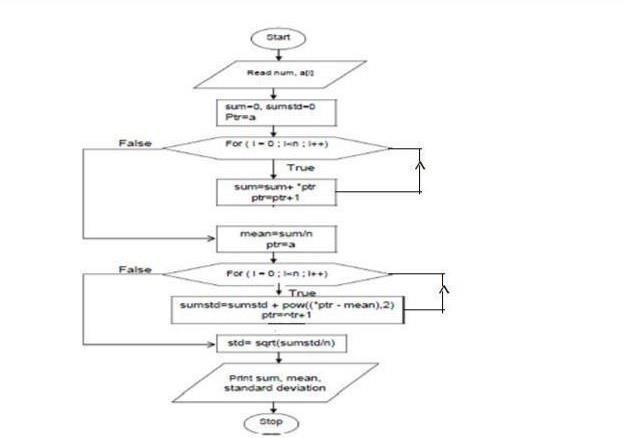 Start
Read num, a[i]
sum=0, sumstd=0
Ptr=a
False
For ( i = 0 ; i<n ; i++)
True
sum=sum+ *ptr
ptr=ptr+1
mean=sum/n
ptr=a
False
For ( i = 0 ; i<n ; i++)
True
sumstd=sumstd + pow((*ptr - mean),2)
ptr=ptr+1
std= sqrt(sumstd/n)
Print sum, mean,
standard deviation
Stop